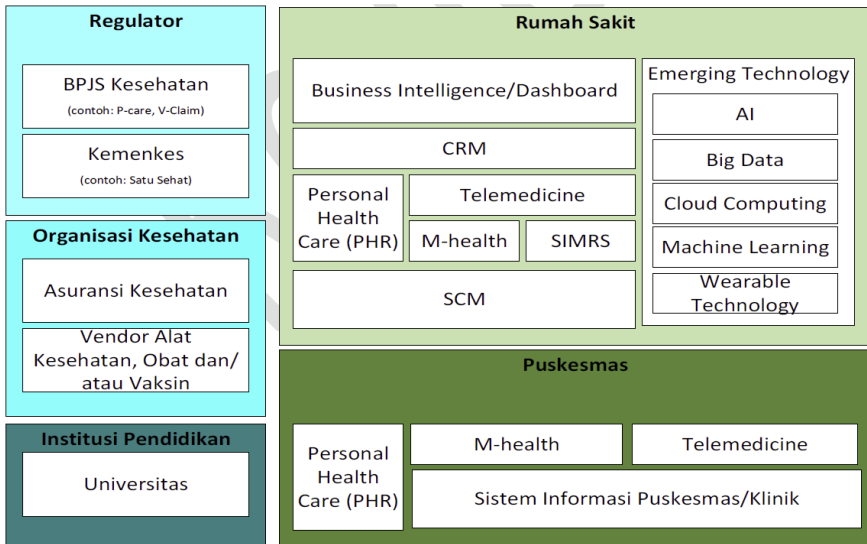 Regulator
BPJS Kesehatan
(contoh: P-care, V-Claim)
Kemenkes
(contoh: Satu Sehat)
Organisasi Kesehatan
Asuransi Kesehatan
Vendor Alat
Kesehatan, Obat dan/
atau Vaksin
Institusi Pendidikan
Universitas
Rumah Sakit
Business Intelligence/Dashboard
CRM
Personal
Health
Care (PHR)
Telemedicine
M-health
SIMRS
SCM
Emerging Technology
AI
Big Data
Cloud Computing
Machine Learning
Wearable
Technology
Puskesmas
Personal
Health
Care (PHR)
M-health
Telemedicine
Sistem Informasi Puskesmas/Klinik